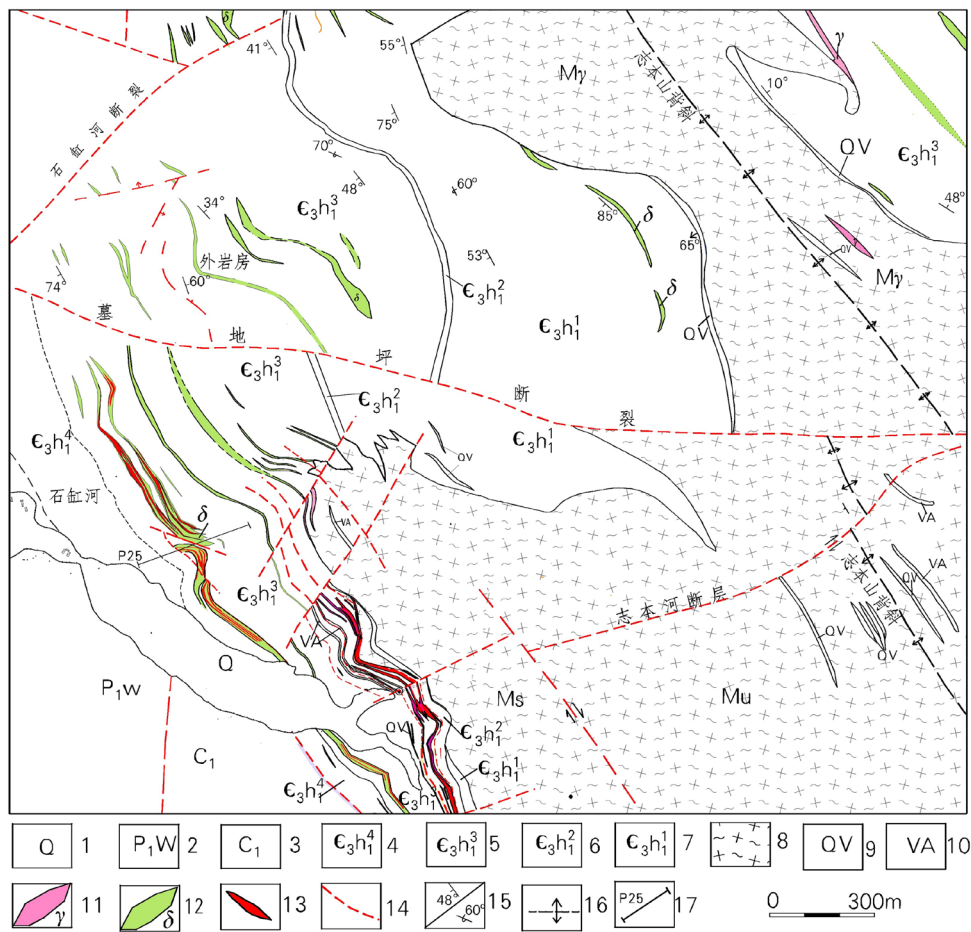 δ
41°
55°
Mγ
志本山背斜
γ
10°
石缸河断裂
75°
70°
QV
Є₃h₁³
48°
Є₃h₁³
60°
48°
34°
85°
δ
65°
QV
γ
外岩房
53°
Mγ
74°
60°
δ
Є₃h₁²
δ
Є₃h₁¹
QV
墓地坪断裂
Є₃h₁³
Є₃h₁²
Є₃h₁¹
Є₃h₁⁴
Є₃h₁³
QV
石缸河
VA
VA
δ
P25
Є₃h₁³
志本河断层
志本山背斜
QV
VA
VA
QV
QV
Q
P₁W
Ms
Mu
QV
Є₃h₁²
C₁
Є₃h₁¹
Є₃h₁⁴
Є₃h₁³
Q 1 P₁W 2 C₁ 3 Є₃h₁⁴ 4 Є₃h₁³ 5 Є₃h₁² 6 Є₃h₁¹ 7 8 QV 9 VA 10
γ 11 δ 12 13 14 48° 60° 15 16 P25 17 0 300m